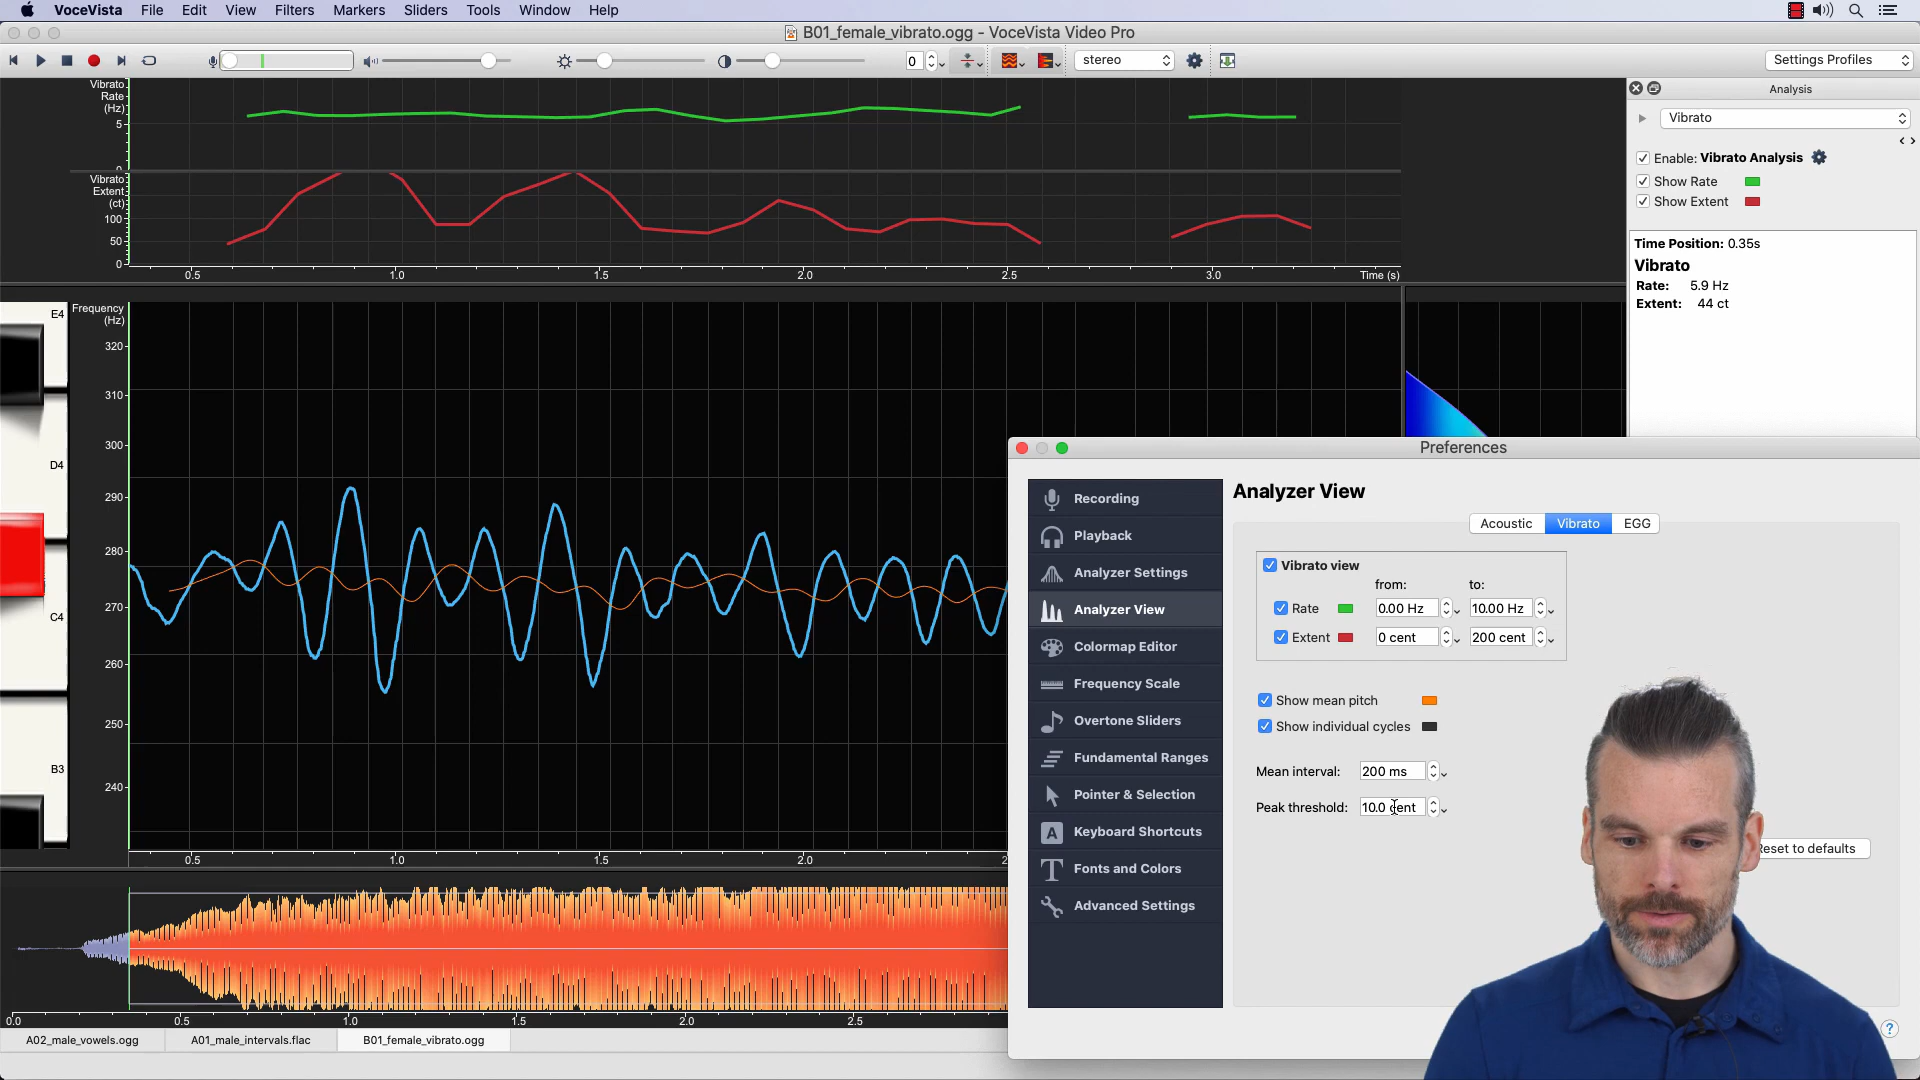 VoceVista File Edit View Filters Markers Sliders Tools Window Help
B01_female_vibrato.ogg - VoceVista Video Pro
0 stereo Settings Profiles
Vibrato
Rate
(Hz)
5
0
Vibrato
Extent
(ct)
100
50
0
0.5 1.0 1.5 2.0 2.5 3.0 Time (s)
Analysis
Vibrato
< >
Enable: Vibrato Analysis
Show Rate
Show Extent
Time Position: 0.35s
Vibrato
Rate: 5.9 Hz
Extent: 44 ct
E4
D4
C4
B3
Frequency
(Hz)
320
310
300
290
280
270
260
250
240
0.5 1.0 1.5 2.0
0.0 0.5 1.0 1.5 2.0 2.5
A02_male_vowels.ogg A01_male_intervals.flac B01_female_vibrato.ogg
Preferences
Recording
Playback
Analyzer Settings
Analyzer View
Colormap Editor
Frequency Scale
Overtone Sliders
Fundamental Ranges
Pointer & Selection
A Keyboard Shortcuts
Fonts and Colors
Advanced Settings
Analyzer View
Acoustic Vibrato EGG
Vibrato view
from: to:
Rate 0.00 Hz 10.00 Hz
Extent 0 cent 200 cent
Show mean pitch
Show individual cycles
Mean interval: 200 ms
Peak threshold: 10.0 cent
Reset to defaults
?